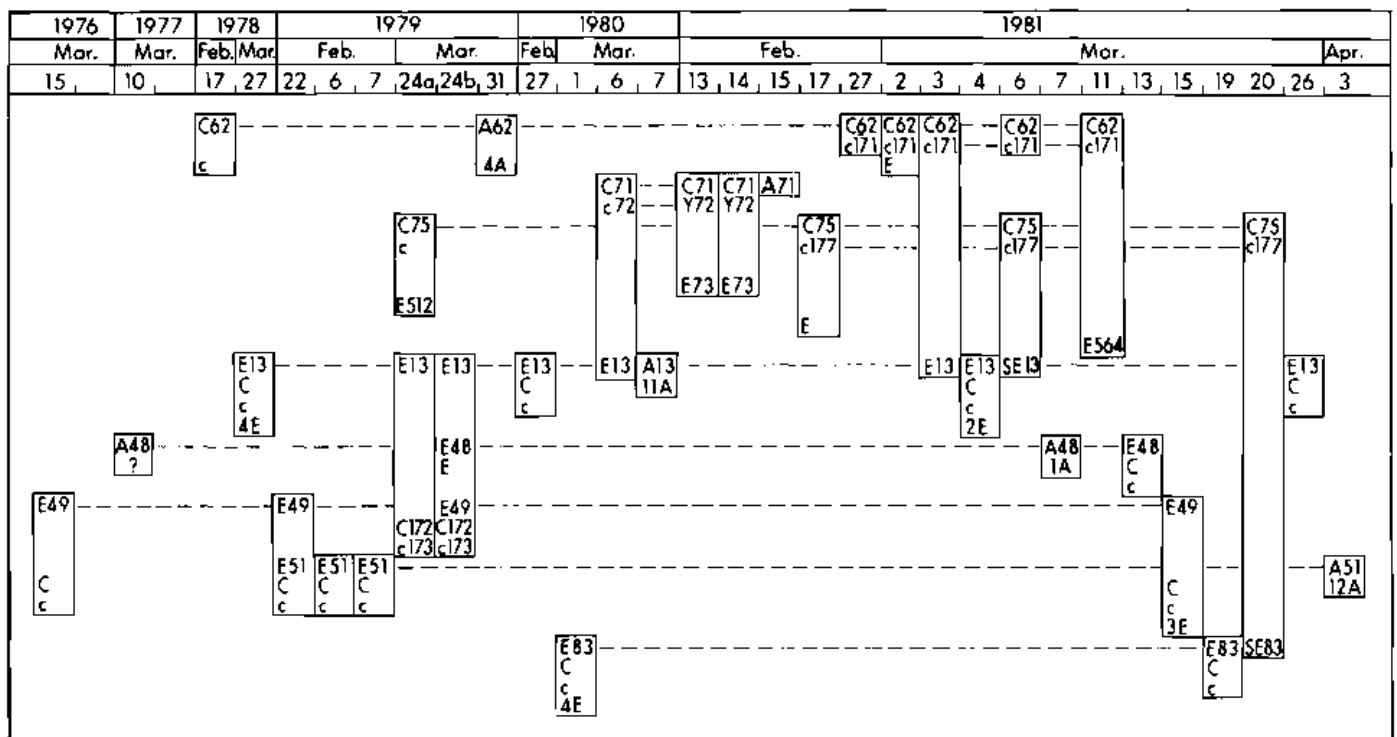 1976 1977 1978 1979 1980 1981
Mar. Mar. Feb. Mar. Feb. Mar. Feb. Mar. Feb. Mar. Apr.
15 10 17 27 22 6 7 24a 24b 31 27 1 6 7 13 14 15 17 27 2 3 4 6 7 11 13 15 19 20 26 3
C62 A62 C62 C62 C62 C62 C62
c171 c171 c171 c171 c171
c 4A E
C71 C71 C71 A71
c72 Y72 Y72
C75 C75 C75 C75
c c177 c177 c177
E73 E73
E512
E
E564
E13 E13 E13 E13 E13 A13 E13 E13 SE13 E13
C C 11A C C
c c c c
4E 2E
A48 E48 A48 E48
? E 1A C
c
E49 E49 E49 E49
C172 C172
c173 c173
E51 E51 E51 A51
C C C C 12A C
c c c c c
3E
E83 E83 SE83
C C
c c
4E